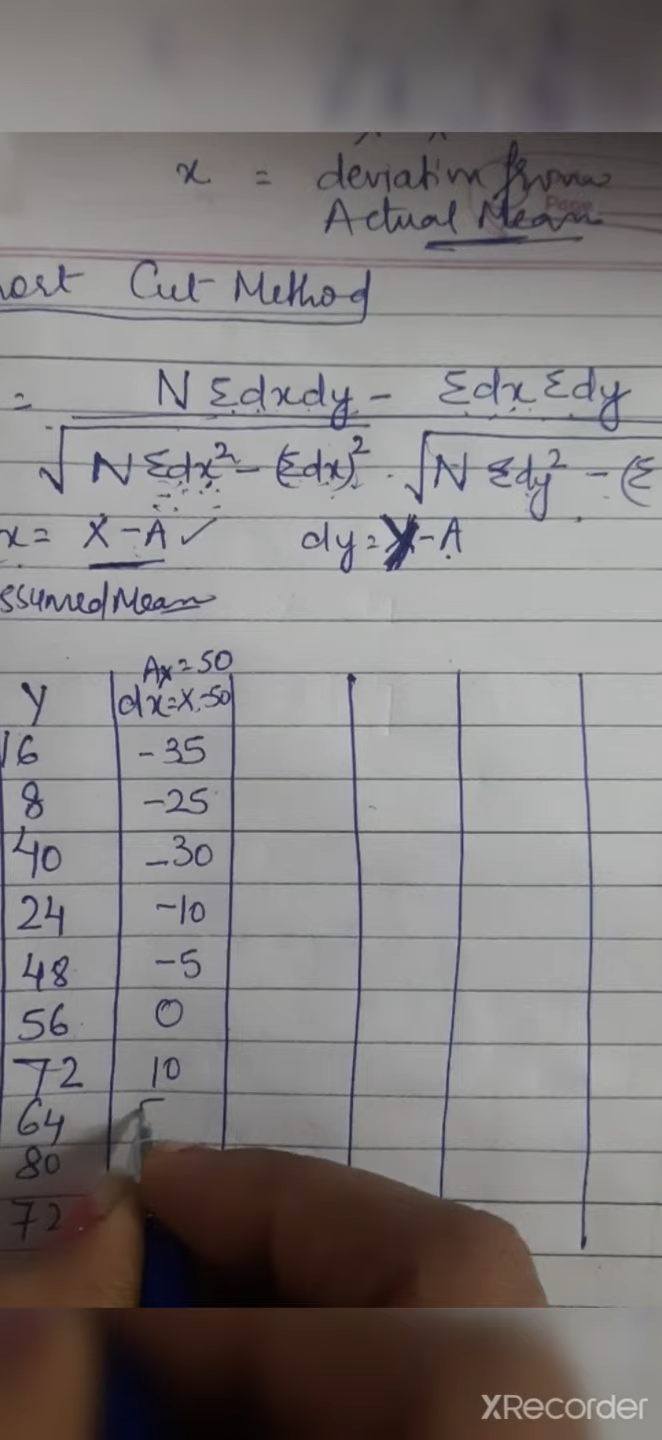 x = deviation from
Actual Mean
ort Cut Method
= N Σdxdy - Σdx Σdy
√NΣdx² - (Σdx)² . √N Σdy² - (Σ
x = X - A ✓ dy = Y - A
ssumed Mean
Ax = 50
Y dx = X - 50
16 -35
8 -25
40 -30
24 -10
48 -5
56 0
72 10
64
80
72
XRecorder